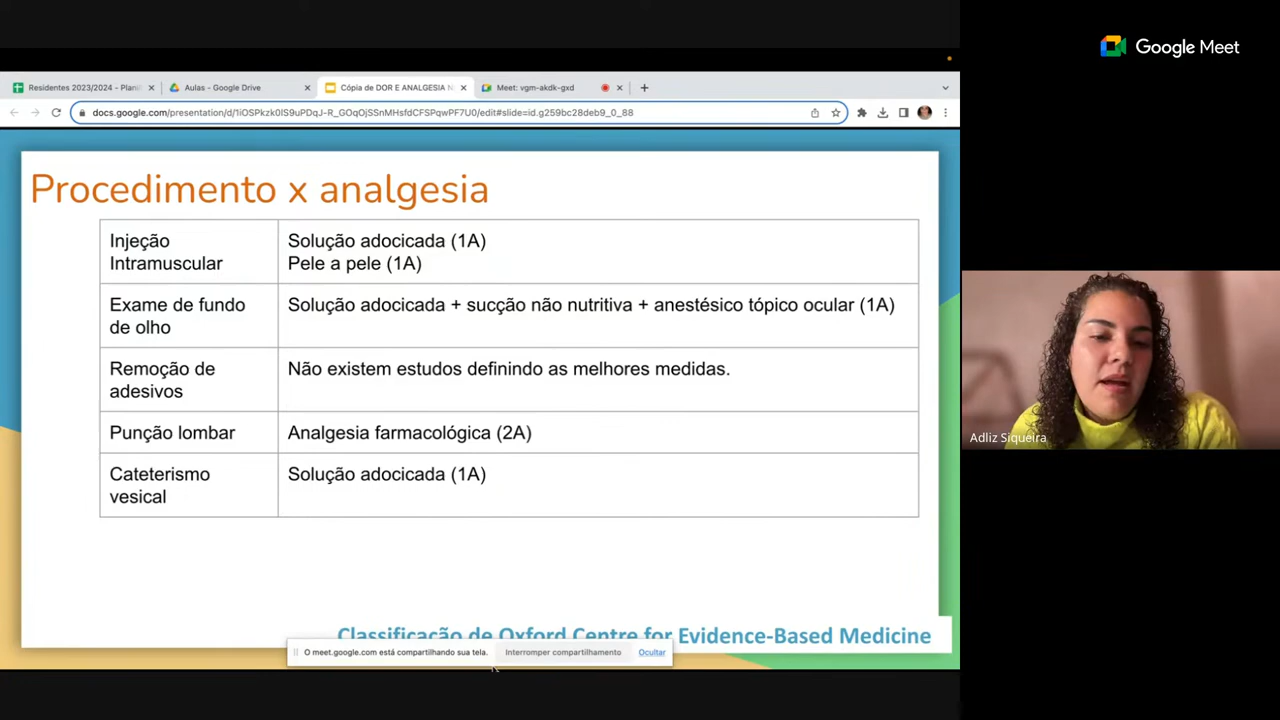 Google Meet
Residentes 2023/2024 - Plani
Aulas - Google Drive
Cópia de DOR E ANALGESIA N
Meet: vgm-akdk-gxd
docs.google.com/presentation/d/1iOSPkzk0IS9uPDqJ-R_GOqOjSSnMHsfdCFSPqwPF7U0/edit#slide=id.g259bc28deb9_0_88
Procedimento x analgesia
Injeção
Intramuscular
Solução adocicada (1A)
Pele a pele (1A)
Exame de fundo
de olho
Solução adocicada + sucção não nutritiva + anestésico tópico ocular (1A)
Remoção de
adesivos
Não existem estudos definindo as melhores medidas.
Punção lombar
Analgesia farmacológica (2A)
Cateterismo
vesical
Solução adocicada (1A)
Adliz Siqueira
Classificação de Oxford Centre for Evidence-Based Medicine
O meet.google.com está compartilhando sua tela.
Interromper compartilhamento
Ocultar